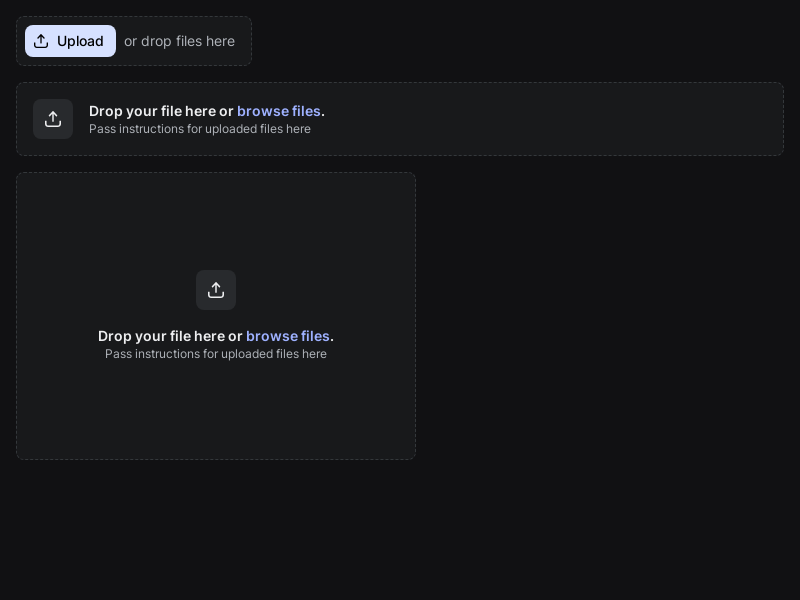 Upload or drop files here
Drop your file here or browse files.
Pass instructions for uploaded files here
Drop your file here or browse files.
Pass instructions for uploaded files here